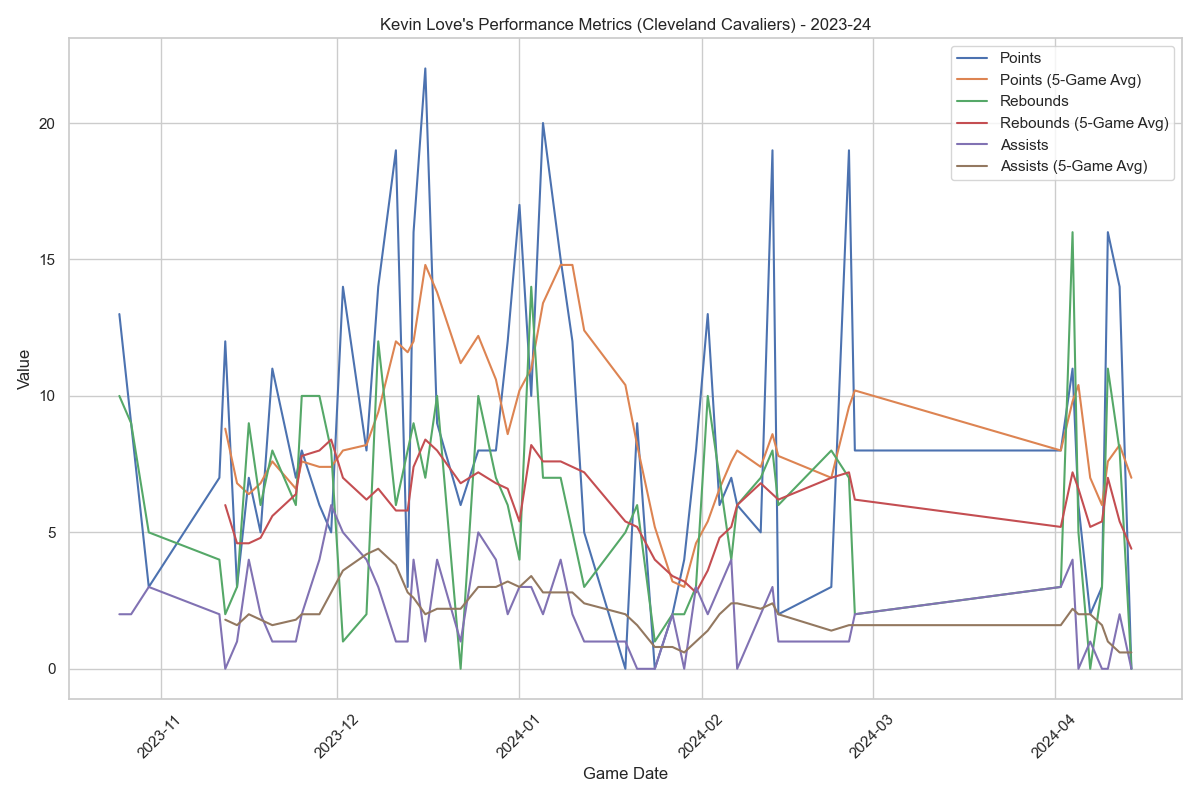 Kevin Love's Performance Metrics (Cleveland Cavaliers) - 2023-24
Points
Points (5-Game Avg)
Rebounds
Rebounds (5-Game Avg)
Assists
Assists (5-Game Avg)
Value
20
15
10
5
0
2023-11
2023-12
2024-01
2024-02
2024-03
2024-04
Game Date